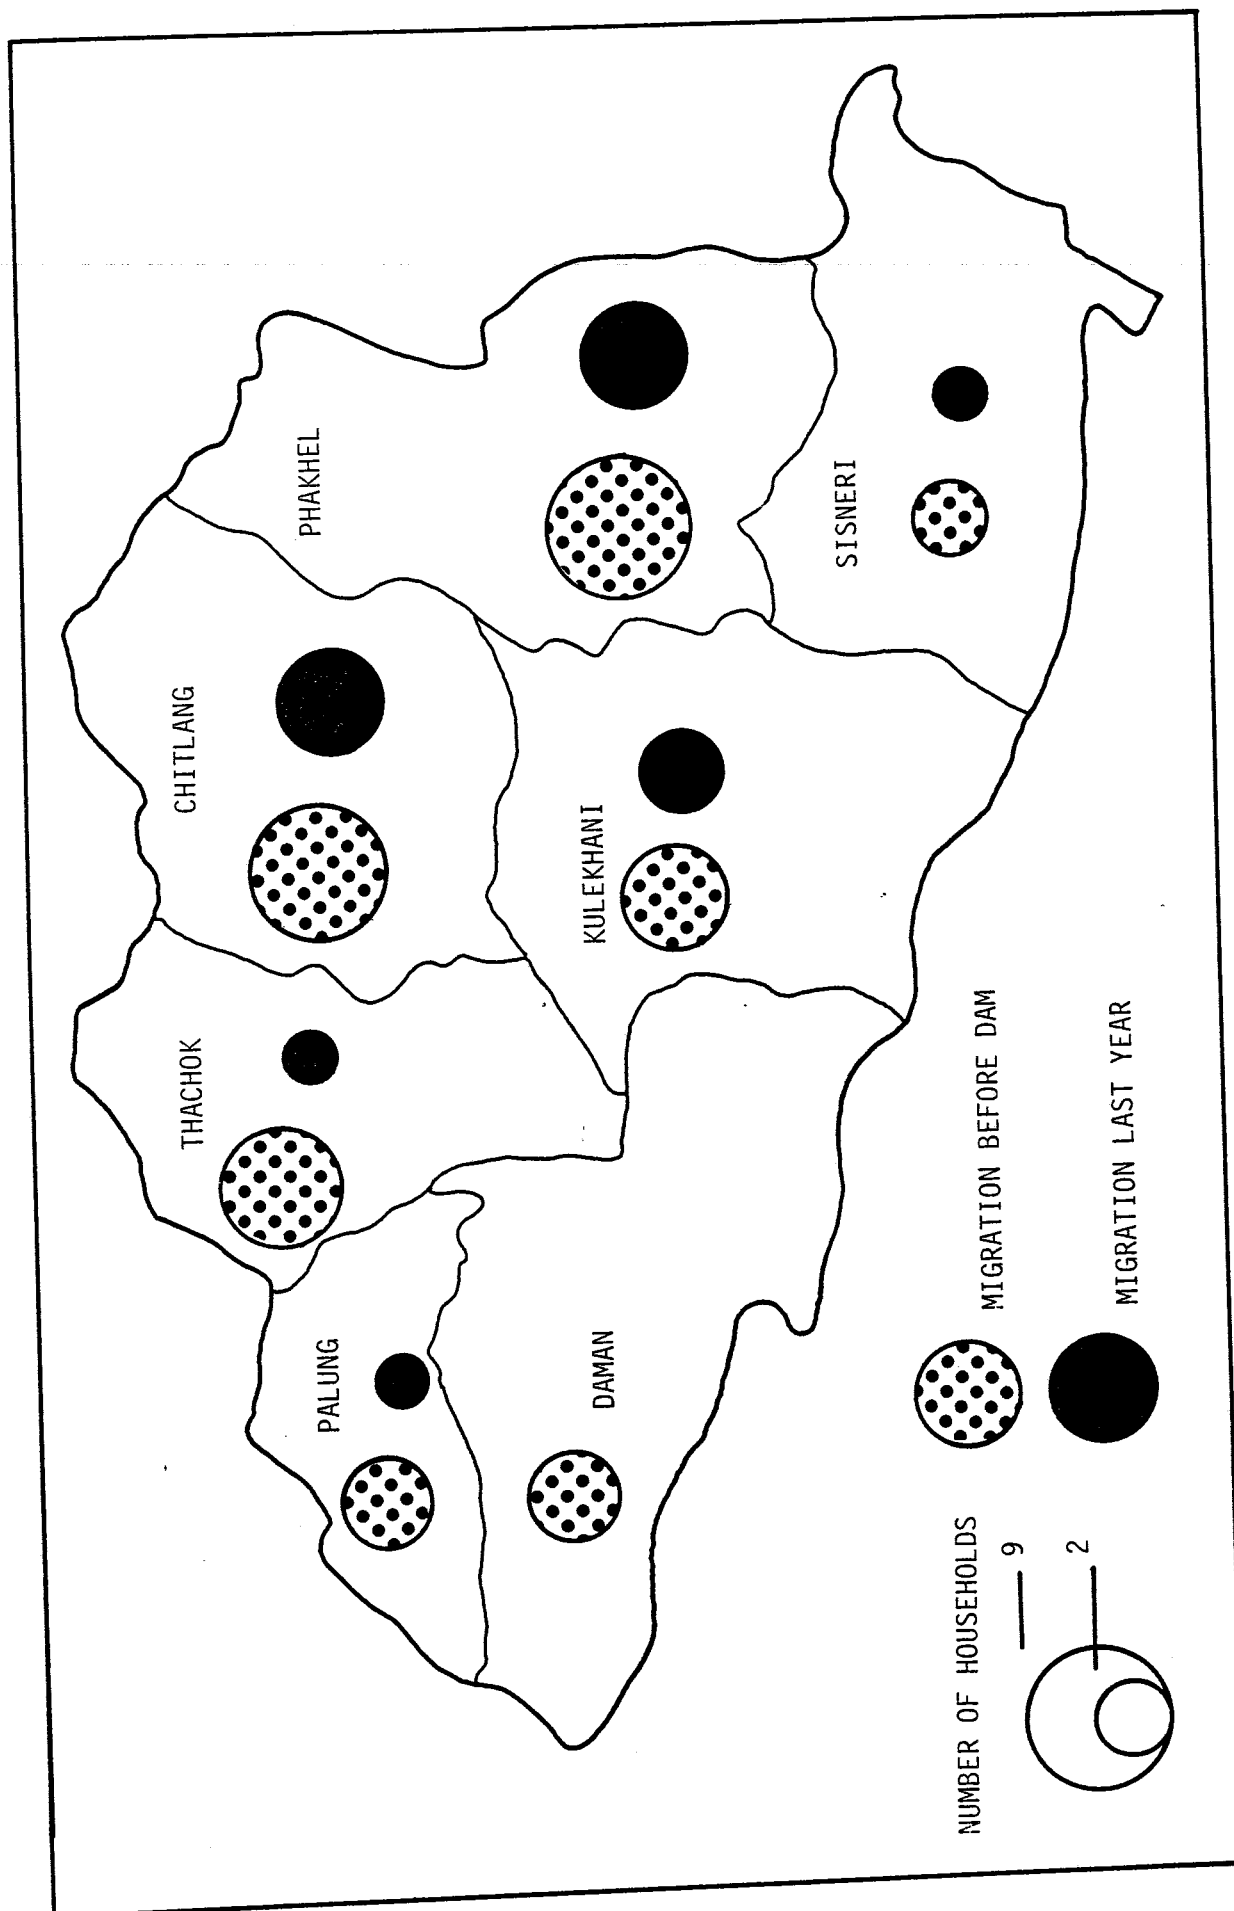 PHAKHEL
CHITLANG
THACHOK
SISNERI
KULEKHANI
PALUNG
DAMAN
MIGRATION BEFORE DAM
MIGRATION LAST YEAR
NUMBER OF HOUSEHOLDS
9
2